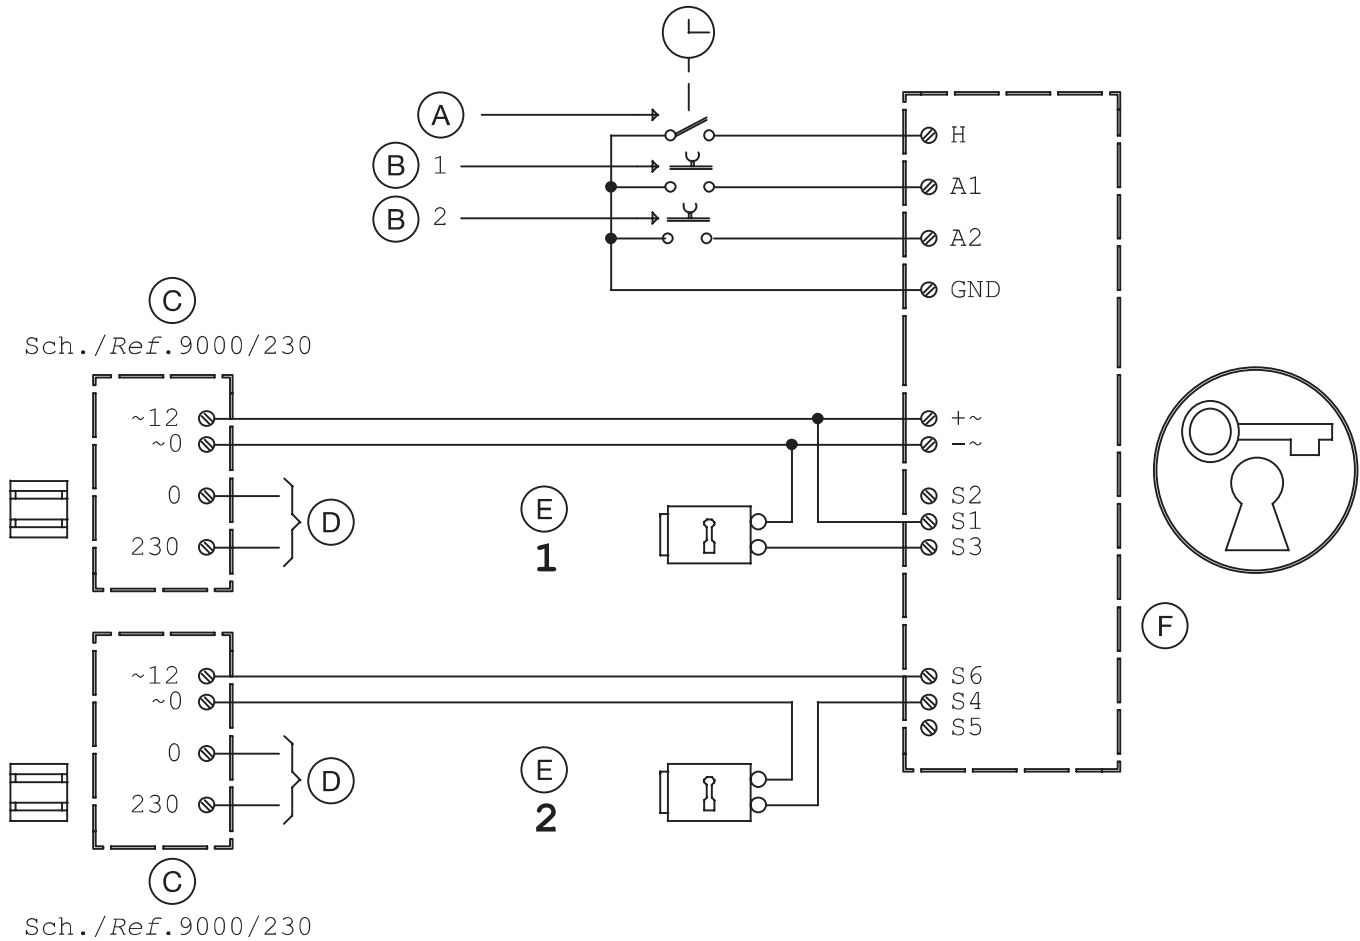 A
H
B 1
A1
B 2
A2
GND
C
Sch./Ref.9000/230
~12
+~
~0
-~
0
S2
E
D
S1
1
230
S3
F
~12
S6
~0
S4
S5
0
E
D
2
230
C
Sch./Ref.9000/230